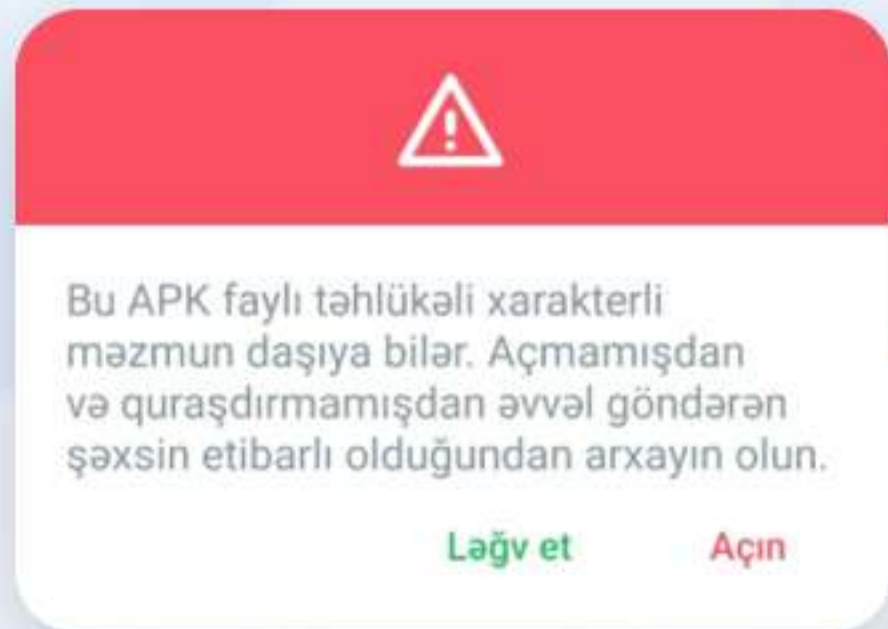 Bu APK faylı təhlükəli xarakterli
məzmun daşıya bilər. Açmamışdan
və quraşdırmamışdan əvvəl göndərən
şəxsin etibarlı olduğundan arxayın olun.
Ləğv et Açın